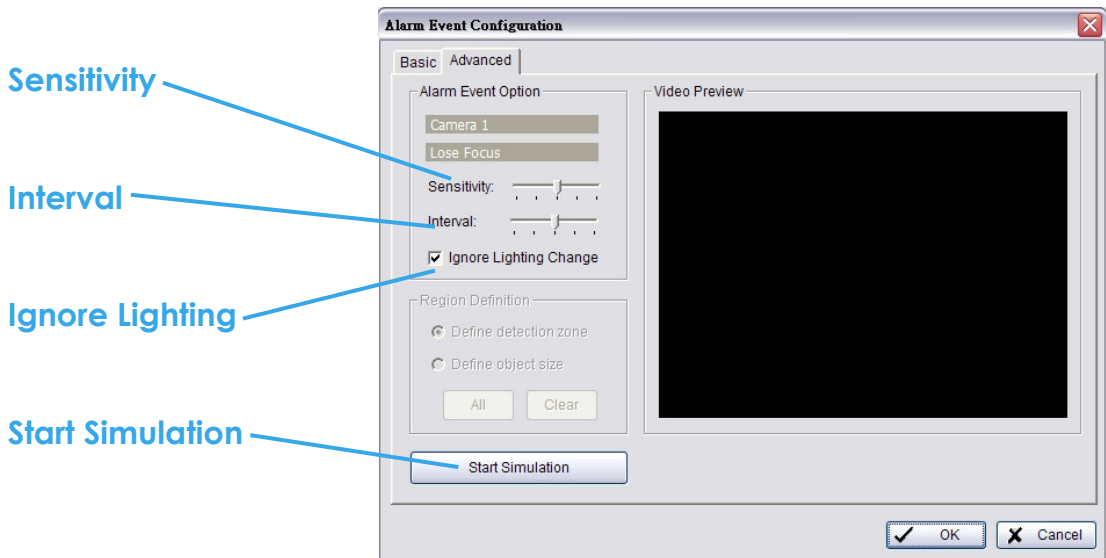 Alarm Event Configuration
Basic
Advanced
Sensitivity
Alarm Event Option
Video Preview
Camera 1
Lose Focus
Sensitivity:
Interval
Interval:
Ignore Lighting Change
Ignore Lighting
Region Definition
Define detection zone
Define object size
All
Clear
Start Simulation
Start Simulation
OK
Cancel